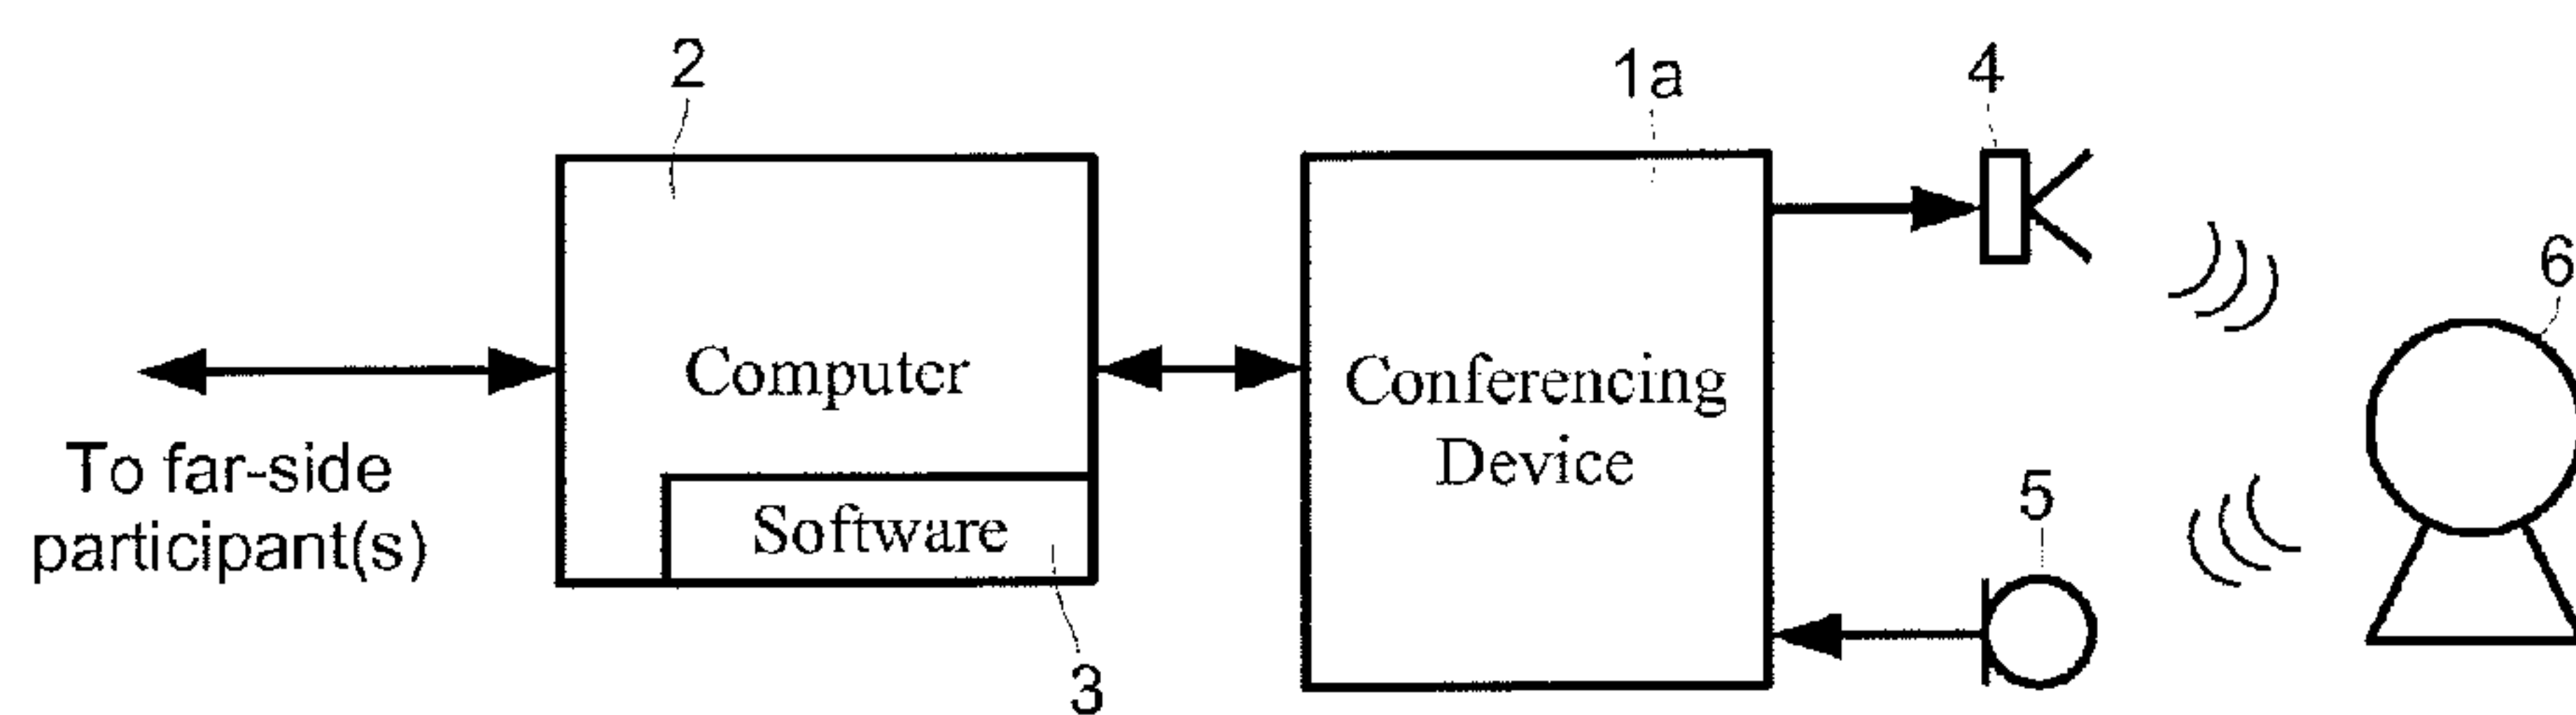 2
1a
4
6
Computer
Conferencing
Device
To far-side
participant(s)
Software
5
3